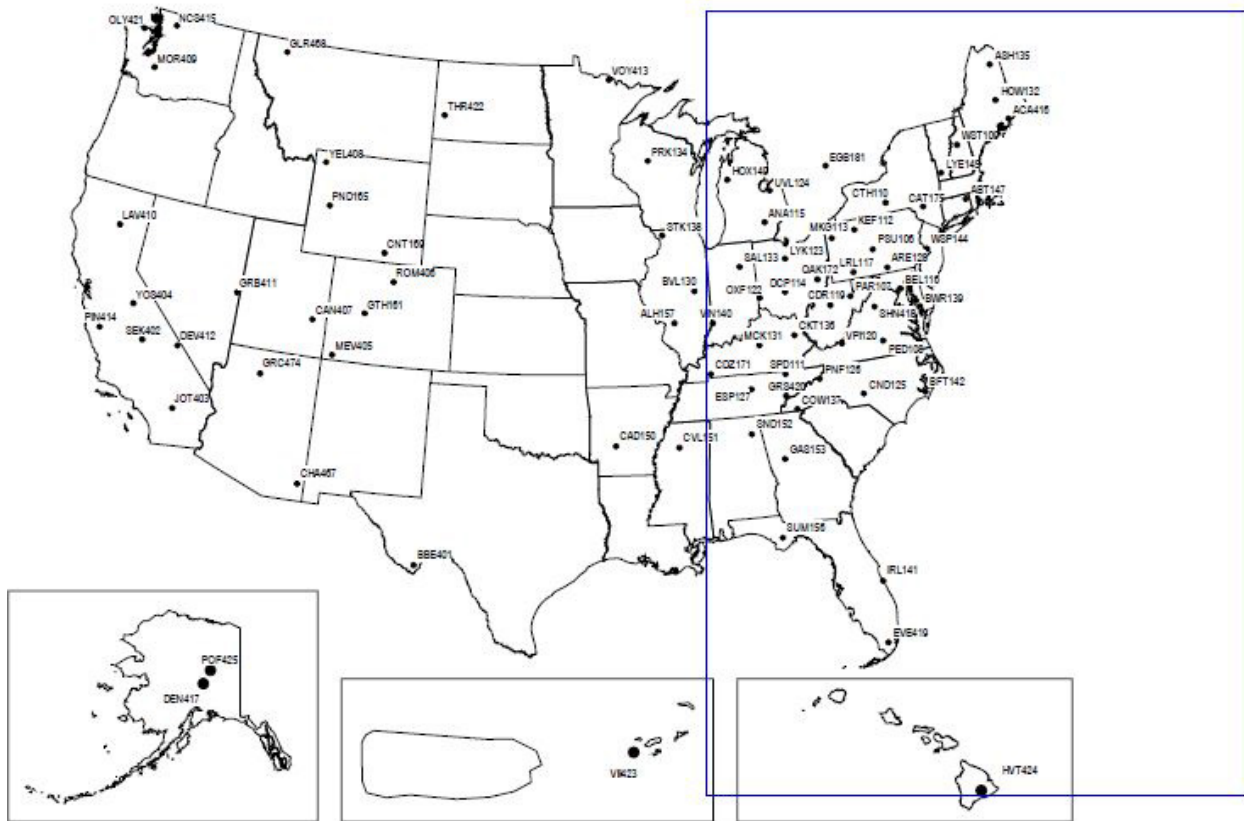 OLY421
NCS415
MOR409
GLR468
THR422
VOY413
ASH135
HOW132
ACA416
WST109
LYE145
ABT147
EGB181
CTH110
CAT175
PRK134
HOX148
UVL124
ANA115
YEL408
PND165
LAV410
CNT169
ROM406
STK138
MKG113
KEF112
PSU106
WSP144
LYK123
SAL133
LRL117
ARE128
OAK172
PAR107
BEL116
OXF122
DCP114
CDR119
SHN418
BWR139
GRB411
YOS404
PIN414
SEK402
DEV412
CAN407
GTH161
MEV405
GRC474
BVL130
ALH157
VIN140
CKT136
MCK131
VPI120
PED108
CDZ171
SPD111
PNF126
ESP127
GRS420
COW137
CND125
BFT142
JOT403
CAD150
CVL151
SND152
GAS153
CHA467
BBE401
SUM156
IRL141
EVE419
POF425
DEN417
VII423
HVT424